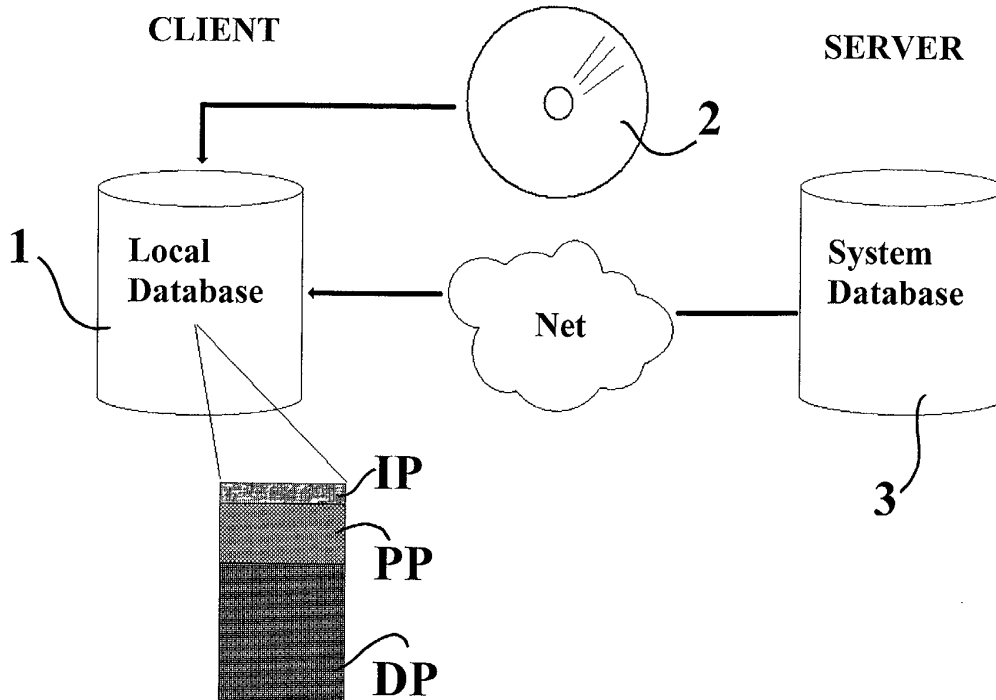 CLIENT
SERVER
2
1
Local
Database
Net
System
Database
3
IP
PP
DP